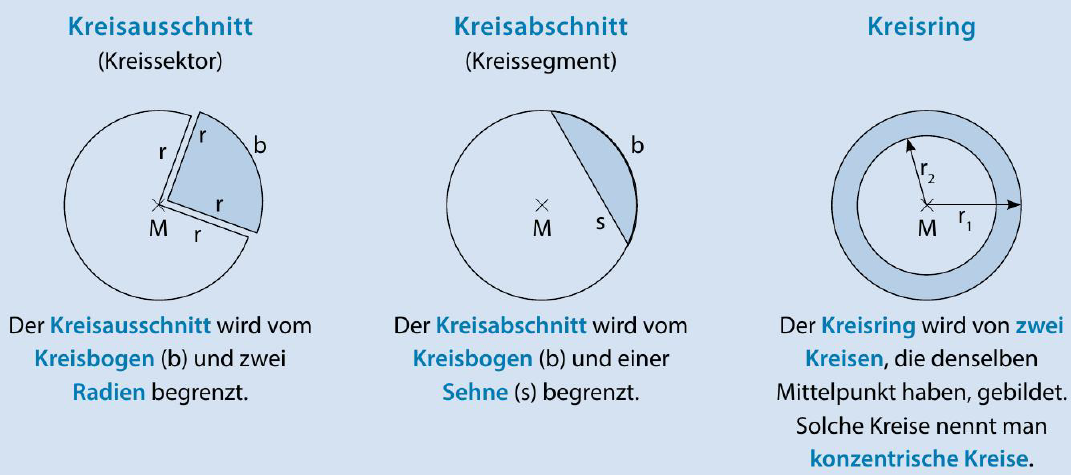 Kreisausschnitt
(Kreissektor)
r
r
b
r
r
M
Der Kreisausschnitt wird vom
Kreisbogen (b) und zwei
Radien begrenzt.
Kreisabschnitt
(Kreissegment)
b
s
M
Der Kreisabschnitt wird vom
Kreisbogen (b) und einer
Sehne (s) begrenzt.
Kreisring
r₂
r₁
M
Der Kreisring wird von zwei
Kreisen, die denselben
Mittelpunkt haben, gebildet.
Solche Kreise nennt man
konzentrische Kreise.